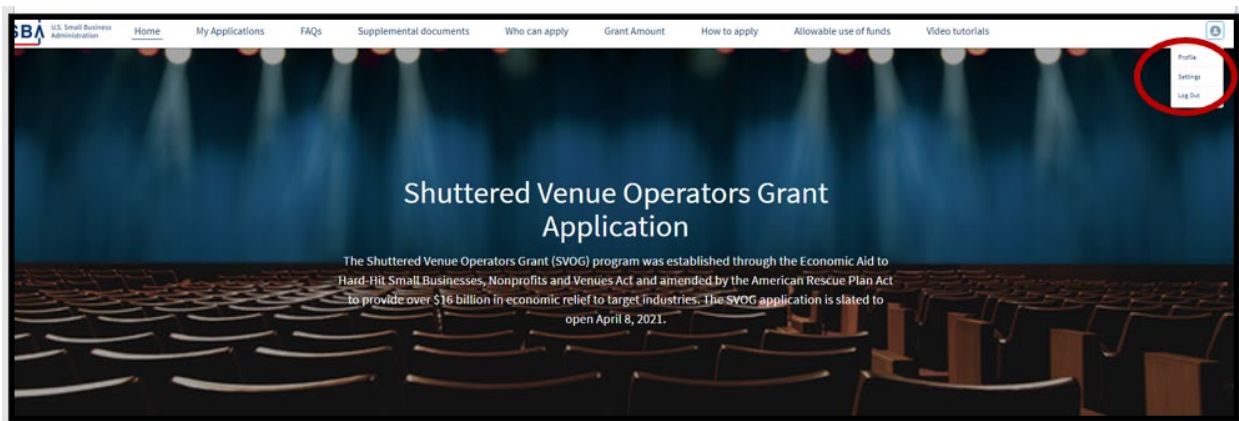 SBA U.S. Small Business
Administration
Home My Applications FAQs Supplemental documents Who can apply Grant Amount How to apply Allowable use of funds Video tutorials
Profile
Settings
Log Out
Shuttered Venue Operators Grant
Application
The Shuttered Venue Operators Grant (SVOG) program was established through the Economic Aid to
Hard-Hit Small Businesses, Nonprofits and Venues Act and amended by the American Rescue Plan Act
to provide over $16 billion in economic relief to target industries. The SVOG application is slated to
open April 8, 2021.